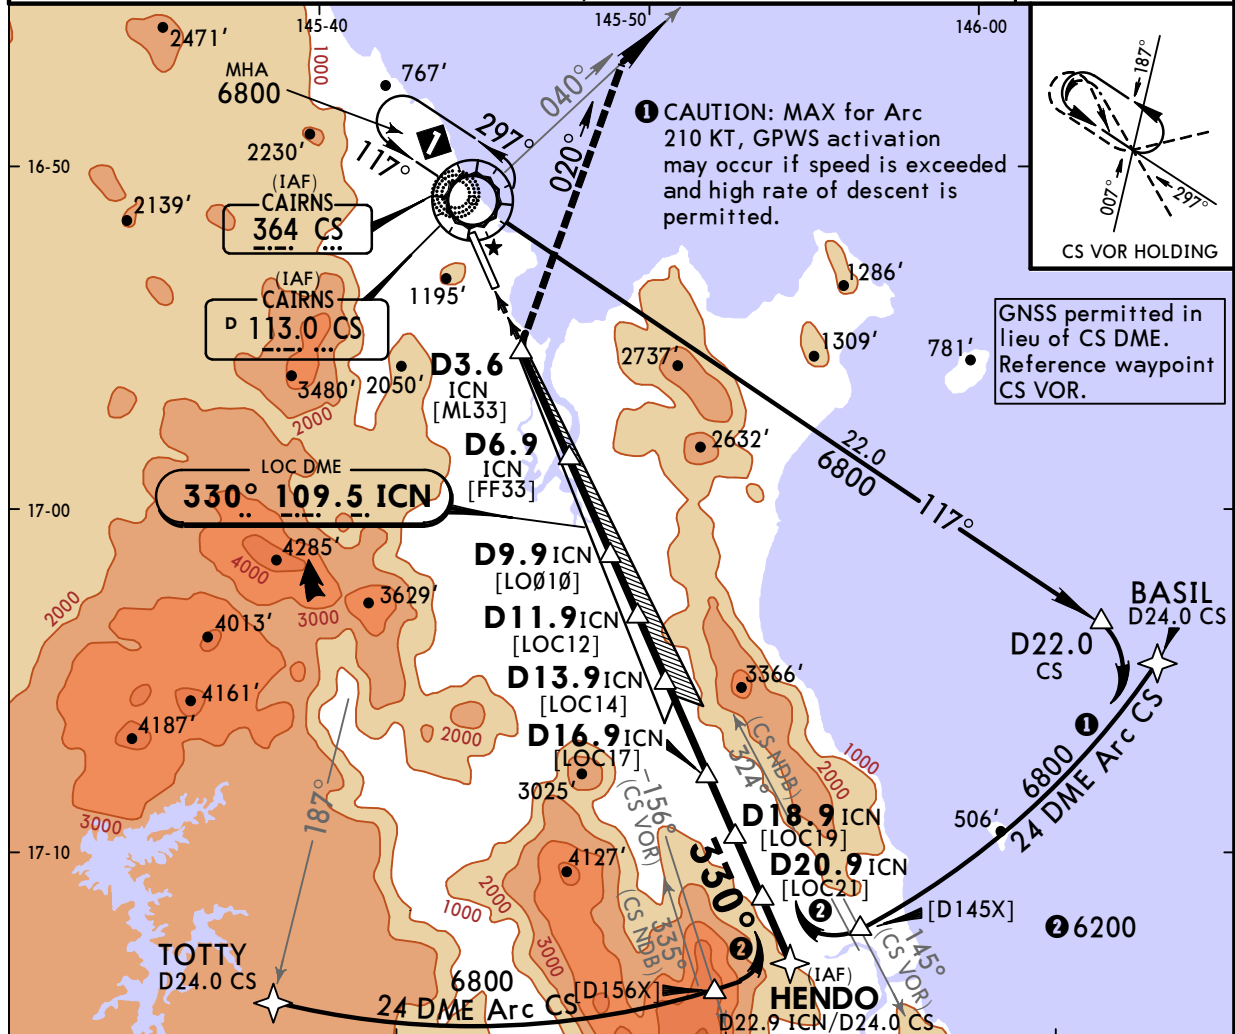 145-40
145-50
146-00
2471'
1000
MHA
6800
767'
2230'
117°
297°
040°
020°
1 CAUTION: MAX for Arc
210 KT, GPWS activation
may occur if speed is exceeded
and high rate of descent is
permitted.
187°
007°
297°
CS VOR HOLDING
16-50
2139'
(IAF)
CAIRNS
364 CS
1195'
(IAF)
CAIRNS
D 113.0 CS
1286'
1309'
781'
GNSS permitted in
lieu of CS DME.
Reference waypoint
CS VOR.
3480'
2050'
2000
D3.6
ICN
[ML33]
2737'
2632'
D6.9
ICN
[FF33]
22.0
6800
117°
LOC DME
330° 109.5 ICN
17-00
4285'
4000
3629'
3000
2000
4013'
4161'
4187'
3000
D9.9 ICN
[LOØ1Ø]
D11.9 ICN
[LOC12]
D13.9 ICN
[LOC14]
D16.9 ICN
[LOC17]
3366'
BASIL
D24.0 CS
D22.0
CS
1
6800
24 DME Arc CS
506'
2000
3025'
187°
156°
(CS VOR)
(CS NDB)
324°
1000
2000
D18.9 ICN
[LOC19]
D20.9 ICN
[LOC21]
330°
17-10
4127'
2000
1000
3000
(CS NDB)
335°
2
2
[D145X]
145°
(CS VOR)
2 6200
TOTTY
D24.0 CS
6800
24 DME Arc CS
[D156X]
(IAF)
HENDO
D22.9 ICN/D24.0 CS